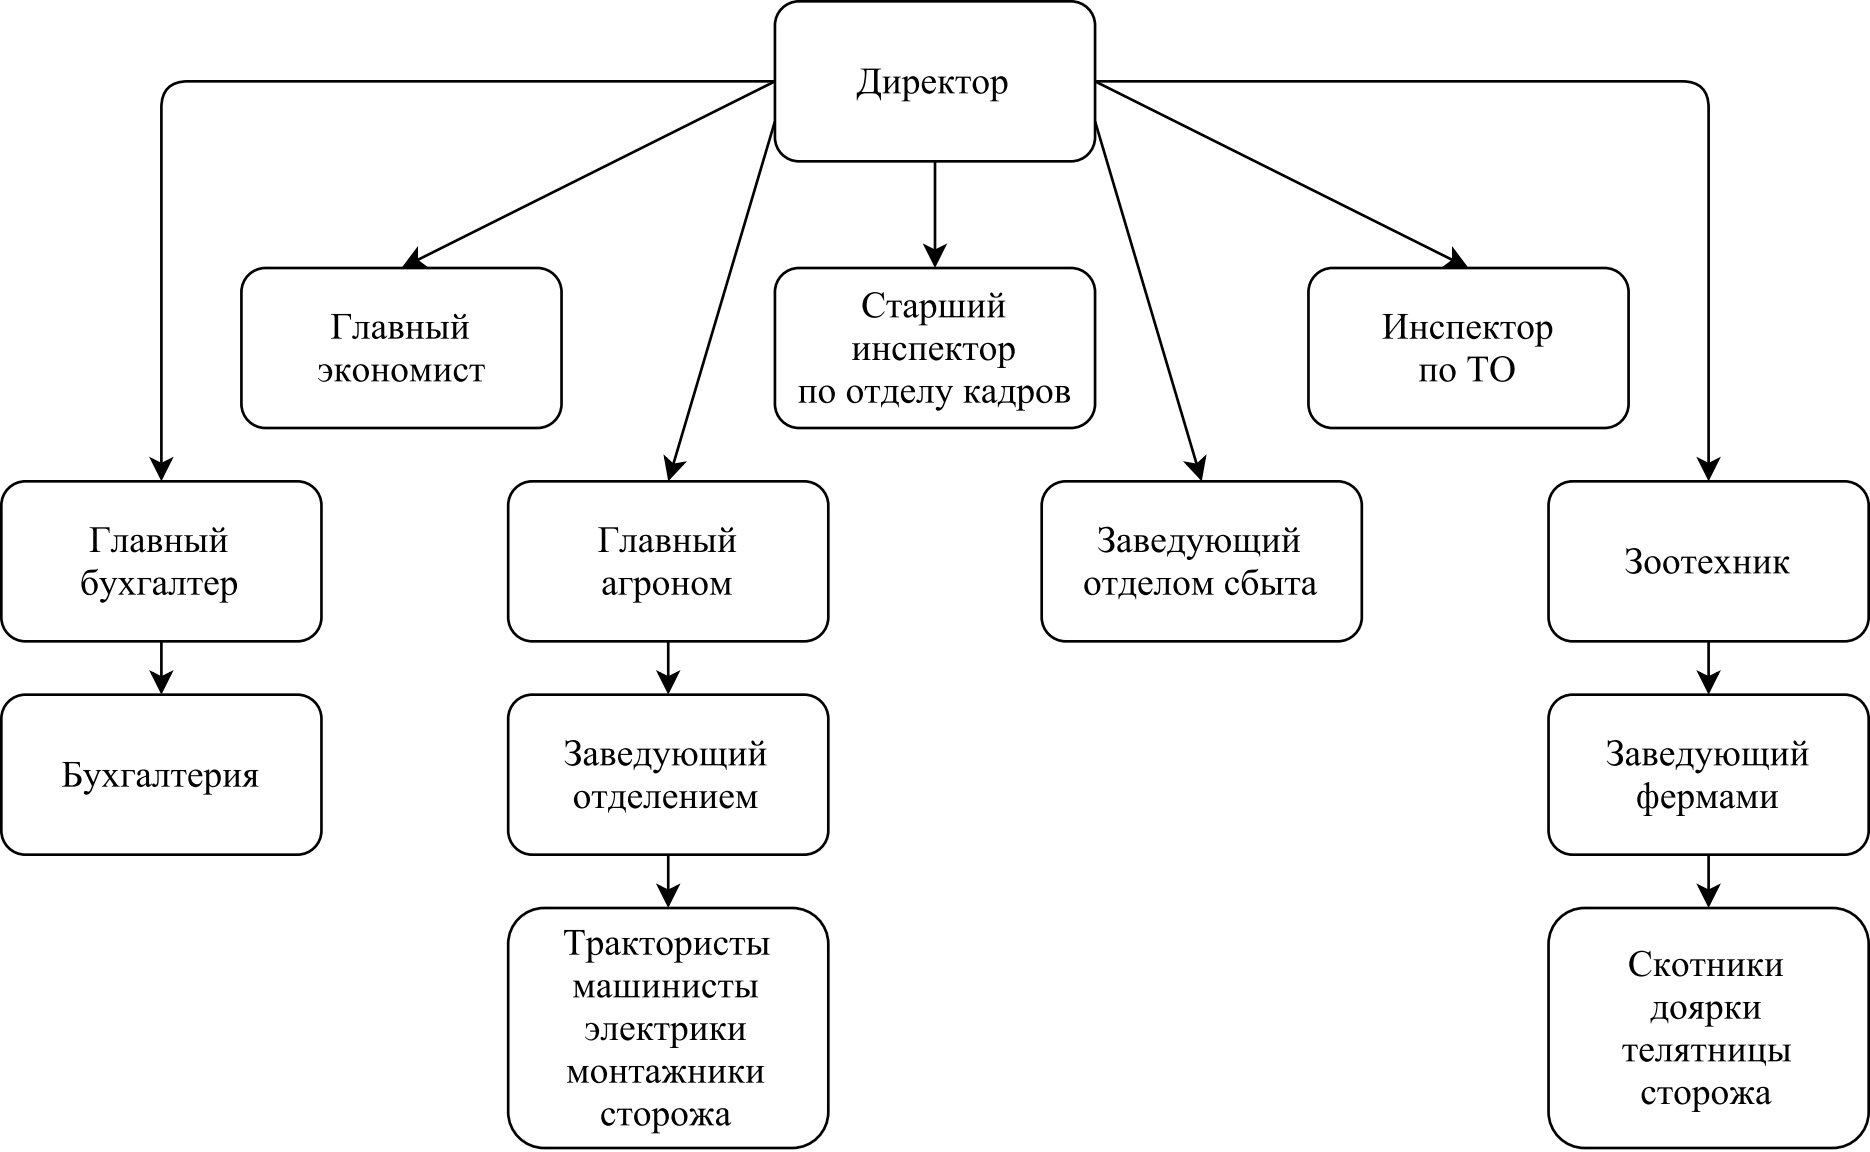 Директор
Главный
экономист
Старший
инспектор
по отделу кадров
Инспектор
по ТО
Главный
бухгалтер
Главный
агроном
Заведующий
отделом сбыта
Зоотехник
Бухгалтерия
Заведующий
отделением
Заведующий
фермами
Трактористы
машинисты
электрики
монтажники
сторожа
Скотники
доярки
телятницы
сторожа